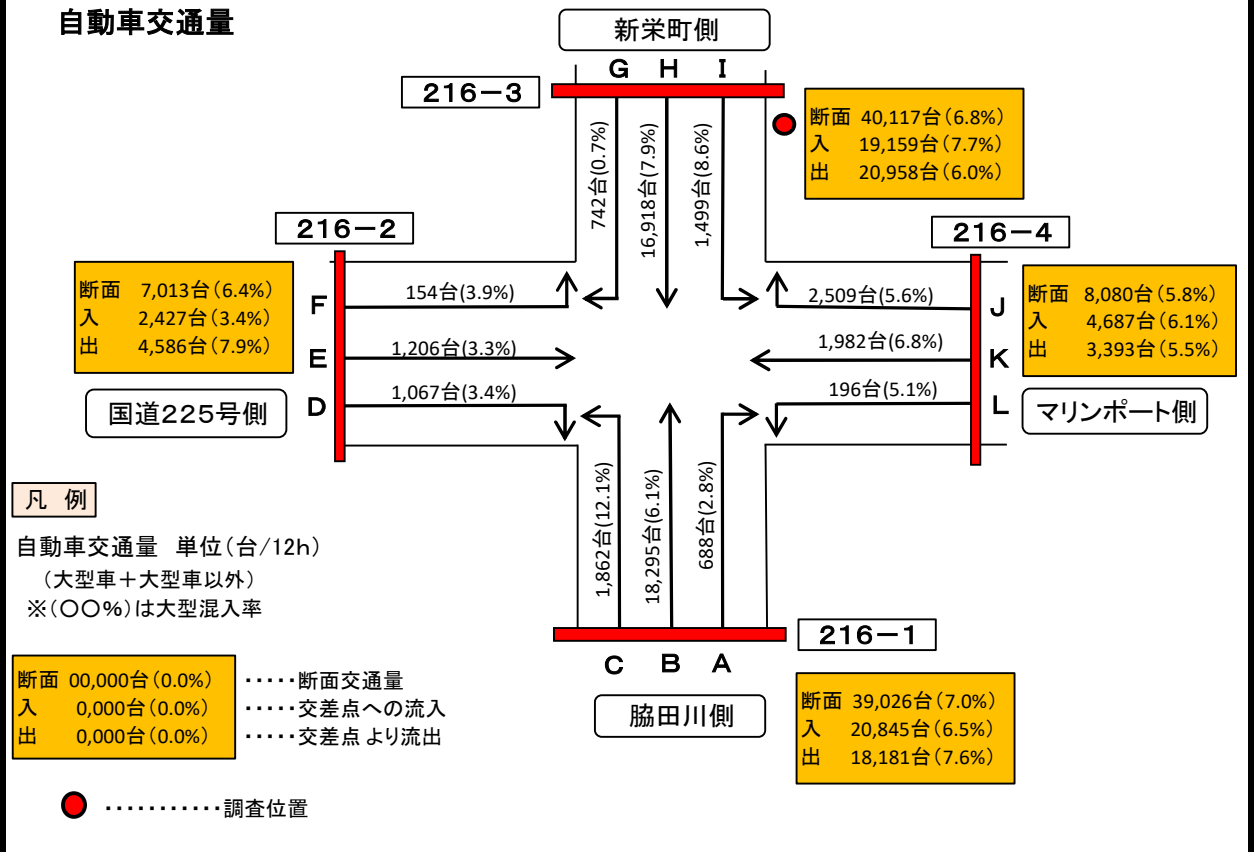 自動車交通量
新栄町側
G H I
216-3
断面 40,117台(6.8%)
入 19,159台(7.7%)
出 20,958台(6.0%)
742台(0.7%)
16,918台(7.9%)
1,499台(8.6%)
216-2
216-4
断面 7,013台(6.4%)
入 2,427台(3.4%)
出 4,586台(7.9%)
F
154台(3.9%)
E
1,206台(3.3%)
D
1,067台(3.4%)
国道225号側
2,509台(5.6%)
J
1,982台(6.8%)
K
196台(5.1%)
L
断面 8,080台(5.8%)
入 4,687台(6.1%)
出 3,393台(5.5%)
マリンポート側
1,862台(12.1%)
18,295台(6.1%)
688台(2.8%)
C B A
216-1
脇田川側
断面 39,026台(7.0%)
入 20,845台(6.5%)
出 18,181台(7.6%)
凡 例
自動車交通量 単位(台/12h)
(大型車+大型車以外)
※(○○%)は大型混入率
断面 00,000台(0.0%) ‥‥‥断面交通量
入 0,000台(0.0%) ‥‥‥交差点への流入
出 0,000台(0.0%) ‥‥‥交差点より流出
‥‥‥‥‥‥調査位置